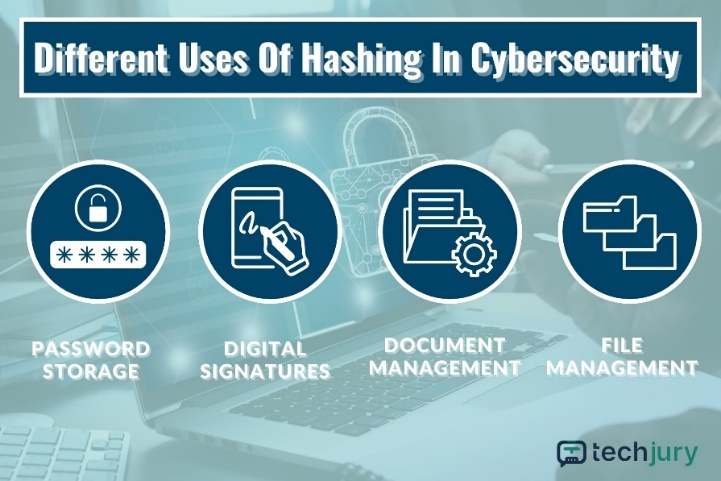 Different Uses Of Hashing In Cybersecurity
****
PASSWORD
STORAGE
DIGITAL
SIGNATURES
DOCUMENT
MANAGEMENT
FILE
MANAGEMENT
techjury